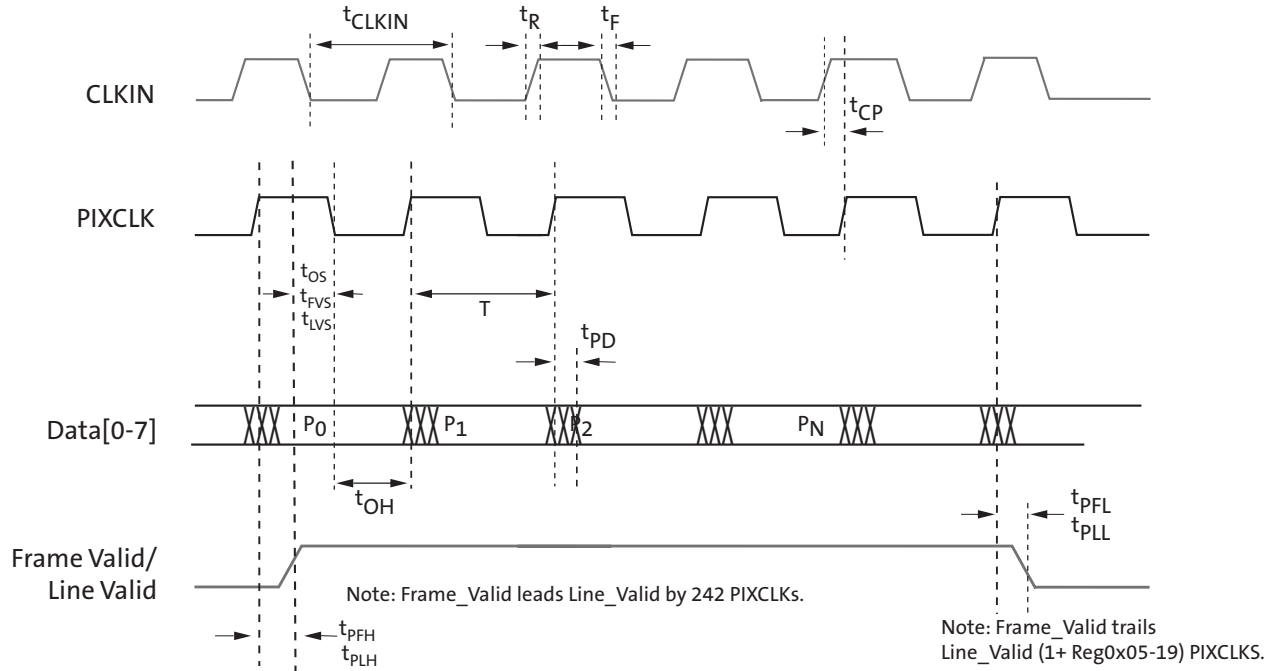 tCLKIN
tR
tF
CLKIN
tCP
PIXCLK
tOS
tFVS
tLVS
T
tPD
Data[0-7]
P0
P1
P2
PN
tOH
tPFL
tPLL
Frame Valid/
Line Valid
Note: Frame_Valid leads Line_Valid by 242 PIXCLKs.
tPFH
tPLH
Note: Frame_Valid trails
Line_Valid (1+ Reg0x05-19) PIXCLKS.